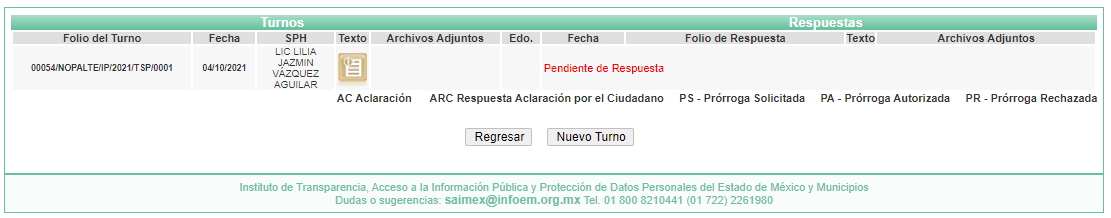 Turnos Respuestas
Folio del Turno Fecha SPH Texto Archivos Adjuntos Edo. Fecha Folio de Respuesta Texto Archivos Adjuntos
00054/NOPALTE/IP/2021/TSP/0001 04/10/2021 LIC LILIA
JAZMIN
VÁZQUEZ
AGUILAR
Pendiente de Respuesta
AC Aclaración ARC Respuesta Aclaración por el Ciudadano PS - Prórroga Solicitada PA - Prórroga Autorizada PR - Prórroga Rechazada
Regresar Nuevo Turno
Instituto de Transparencia, Acceso a la Información Pública y Protección de Datos Personales del Estado de México y Municipios
Dudas o sugerencias: saimex@infoem.org.mx Tel. 01 800 8210441 (01 722) 2261980